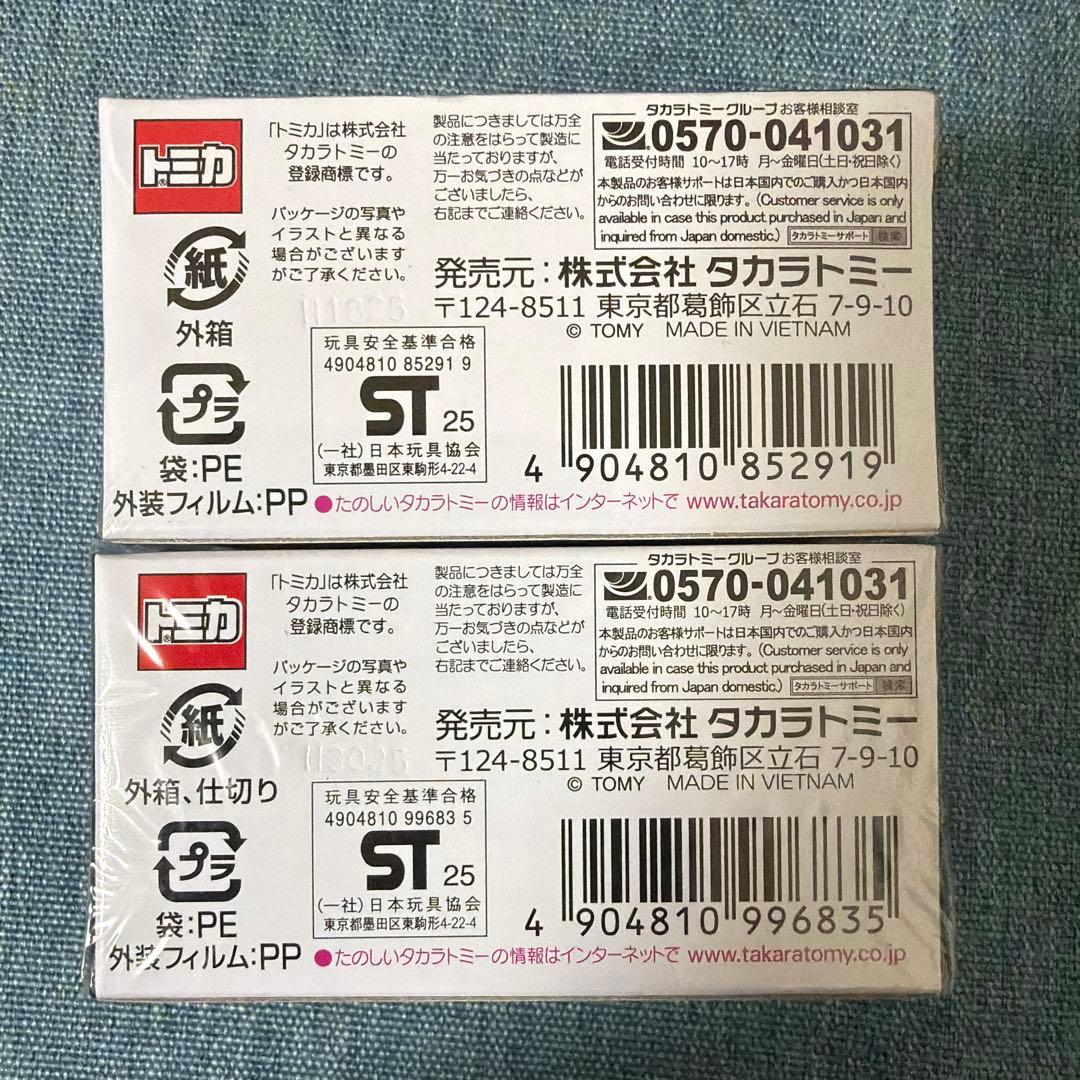 トミカ
「トミカ」は株式会社
タカラトミーの
登録商標です。
パッケージの写真や
イラストと異なる
場合がございます
がご了承ください。
紙
外箱
プラ
袋:PE
外装フィルム:PP
製品につきましては万全
の注意をはらって製造に
当たっておりますが、
万一お気づきの点などが
ございましたら、
右記までご連絡ください。
タカラトミーグループ お客様相談室
0570-041031
電話受付時間 10〜17時 月〜金曜日(土日・祝日除く)
本製品のお客様サポートは日本国内でのご購入かつ日本国内
からのお問い合わせに限ります。(Customer service is only
available in case this product purchased in Japan and
inquired from Japan domestic.) タカラトミーサポート 検索
発売元:株式会社 タカラトミー
〒124-8511 東京都葛飾区立石 7-9-10
© TOMY MADE IN VIETNAM
玩具安全基準合格
4904810 85291 9
ST 25
(一社)日本玩具協会
東京都墨田区東駒形4-22-4
4 904810 852919
●たのしいタカラトミーの情報はインターネットで www.takaratomy.co.jp
トミカ
「トミカ」は株式会社
タカラトミーの
登録商標です。
パッケージの写真や
イラストと異なる
場合がございます
がご了承ください。
紙
外箱、仕切り
プラ
袋:PE
外装フィルム:PP
製品につきましては万全
の注意をはらって製造に
当たっておりますが、
万一お気づきの点などが
ございましたら、
右記までご連絡ください。
タカラトミーグループ お客様相談室
0570-041031
電話受付時間 10〜17時 月〜金曜日(土日・祝日除く)
本製品のお客様サポートは日本国内でのご購入かつ日本国内
からのお問い合わせに限ります。(Customer service is only
available in case this product purchased in Japan and
inquired from Japan domestic.) タカラトミーサポート 検索
発売元:株式会社 タカラトミー
〒124-8511 東京都葛飾区立石 7-9-10
© TOMY MADE IN VIETNAM
玩具安全基準合格
4904810 99683 5
ST 25
(一社)日本玩具協会
東京都墨田区東駒形4-22-4
4 904810 996835
●たのしいタカラトミーの情報はインターネットで www.takaratomy.co.jp